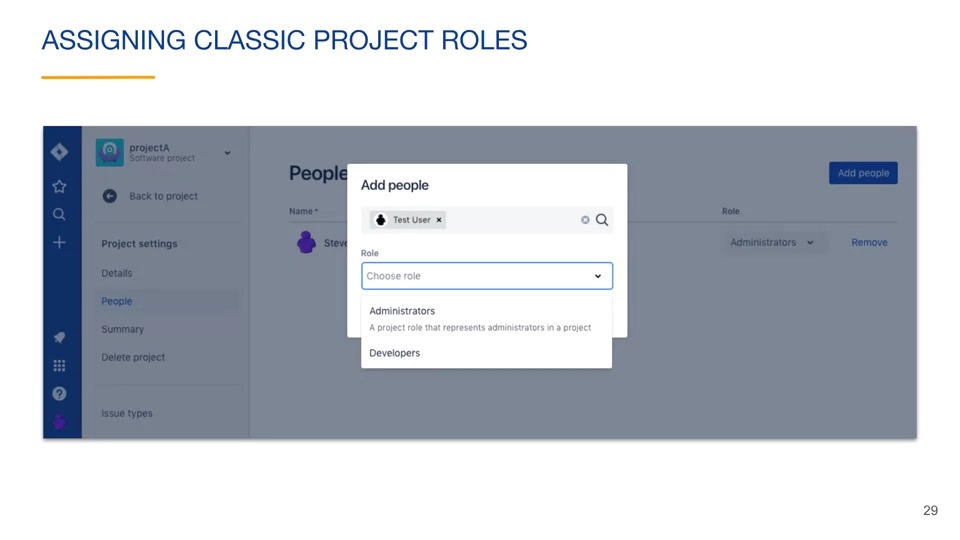 ASSIGNING CLASSIC PROJECT ROLES
projectA
Software project
Back to project
Project settings
Details
People
Summary
Delete project
Issue types
People
Add people
Name
Role
Steve
Administrators
Remove
Add people
Test User ×
Role
Choose role
Administrators
A project role that represents administrators in a project
Developers
29